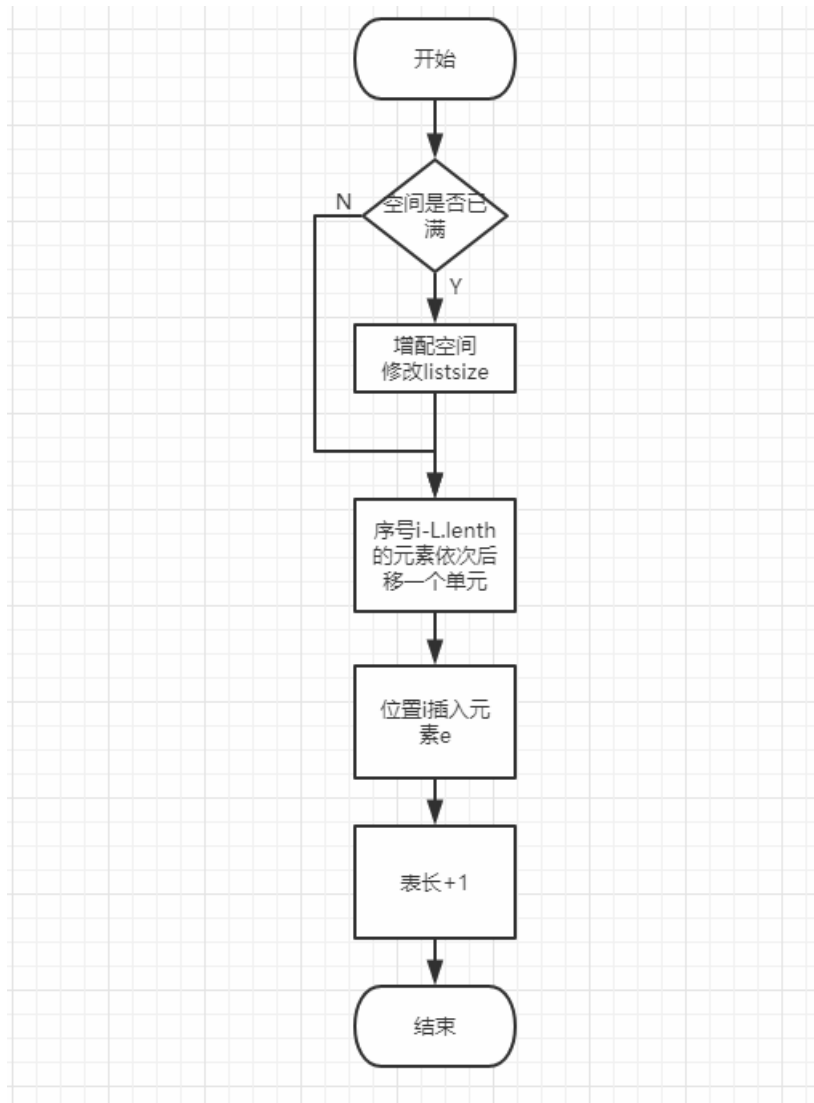 开始
N
空间是否已
满
Y
增配空间
修改listsize
序号i-L.lenth
的元素依次后
移一个单元
位置i插入元
素e
表长+1
结束